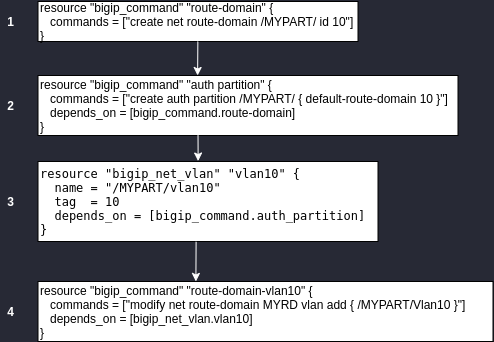 1
resource "bigip_command" "route-domain" {
commands = ["create net route-domain /MYPART/ id 10"]
}
2
resource "bigip_command" "auth partition" {
commands = ["create auth partition /MYPART/ { default-route-domain 10 }"]
depends_on = [bigip_command.route-domain]
}
3
resource "bigip_net_vlan" "vlan10" {
name = "/MYPART/vlan10"
tag  = 10
depends_on = [bigip_command.auth_partition]
}
4
resource "bigip_command" "route-domain-vlan10" {
commands = ["modify net route-domain MYRD vlan add { /MYPART/Vlan10 }"]
depends_on = [bigip_net_vlan.vlan10]
}